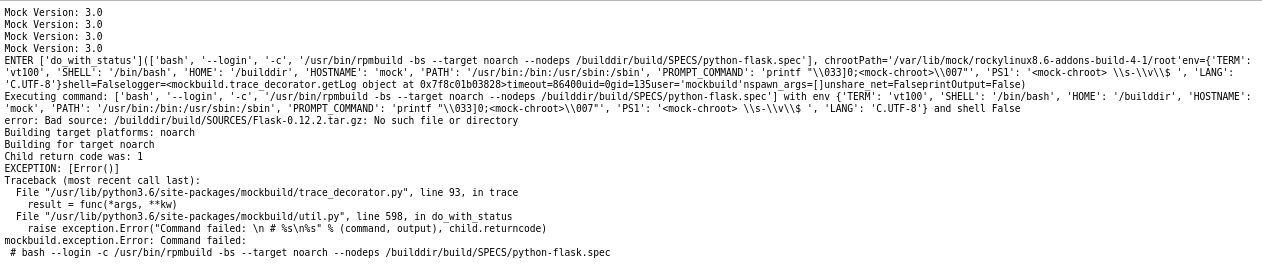 Mock Version: 3.0
Mock Version: 3.0
Mock Version: 3.0
Mock Version: 3.0
ENTER ['do_with_status'](['bash', '--login', '-c', '/usr/bin/rpmbuild -bs --target noarch --nodeps /builddir/build/SPECS/python-flask.spec'], chrootPath='/var/lib/mock/rockylinux8.6-addons-build-4-1/root'env={'TERM':
'vt100', 'SHELL': '/bin/bash', 'HOME': '/builddir', 'HOSTNAME': 'mock', 'PATH': '/usr/bin:/bin:/usr/sbin:/sbin', 'PROMPT_COMMAND': 'printf "\\033]0;<mock-chroot>\\007"', 'PS1': '<mock-chroot> \\s-\\v\\$ ', 'LANG':
'C.UTF-8'}shell=Falselogger=<mockbuild.trace_decorator.getLog object at 0x7f8c01b03828>timeout=86400uid=0gid=135user='mockbuild'nspawn_args=[]unshare_net=FalseprintOutput=False)
Executing command: ['bash', '--login', '-c', '/usr/bin/rpmbuild -bs --target noarch --nodeps /builddir/build/SPECS/python-flask.spec'] with env {'TERM': 'vt100', 'SHELL': '/bin/bash', 'HOME': '/builddir', 'HOSTNAME':
'mock', 'PATH': '/usr/bin:/bin:/usr/sbin:/sbin', 'PROMPT_COMMAND': 'printf "\\033]0;<mock-chroot>\\007"', 'PS1': '<mock-chroot> \\s-\\v\\$ ', 'LANG': 'C.UTF-8'} and shell False
error: Bad source: /builddir/build/SOURCES/Flask-0.12.2.tar.gz: No such file or directory
Building target platforms: noarch
Building for target noarch
Child return code was: 1
EXCEPTION: [Error()]
Traceback (most recent call last):
  File "/usr/lib/python3.6/site-packages/mockbuild/trace_decorator.py", line 93, in trace
    result = func(*args, **kw)
  File "/usr/lib/python3.6/site-packages/mockbuild/util.py", line 598, in do_with_status
    raise exception.Error("Command failed: \n # %s\n%s" % (command, output), child.returncode)
mockbuild.exception.Error: Command failed:
 # bash --login -c /usr/bin/rpmbuild -bs --target noarch --nodeps /builddir/build/SPECS/python-flask.spec